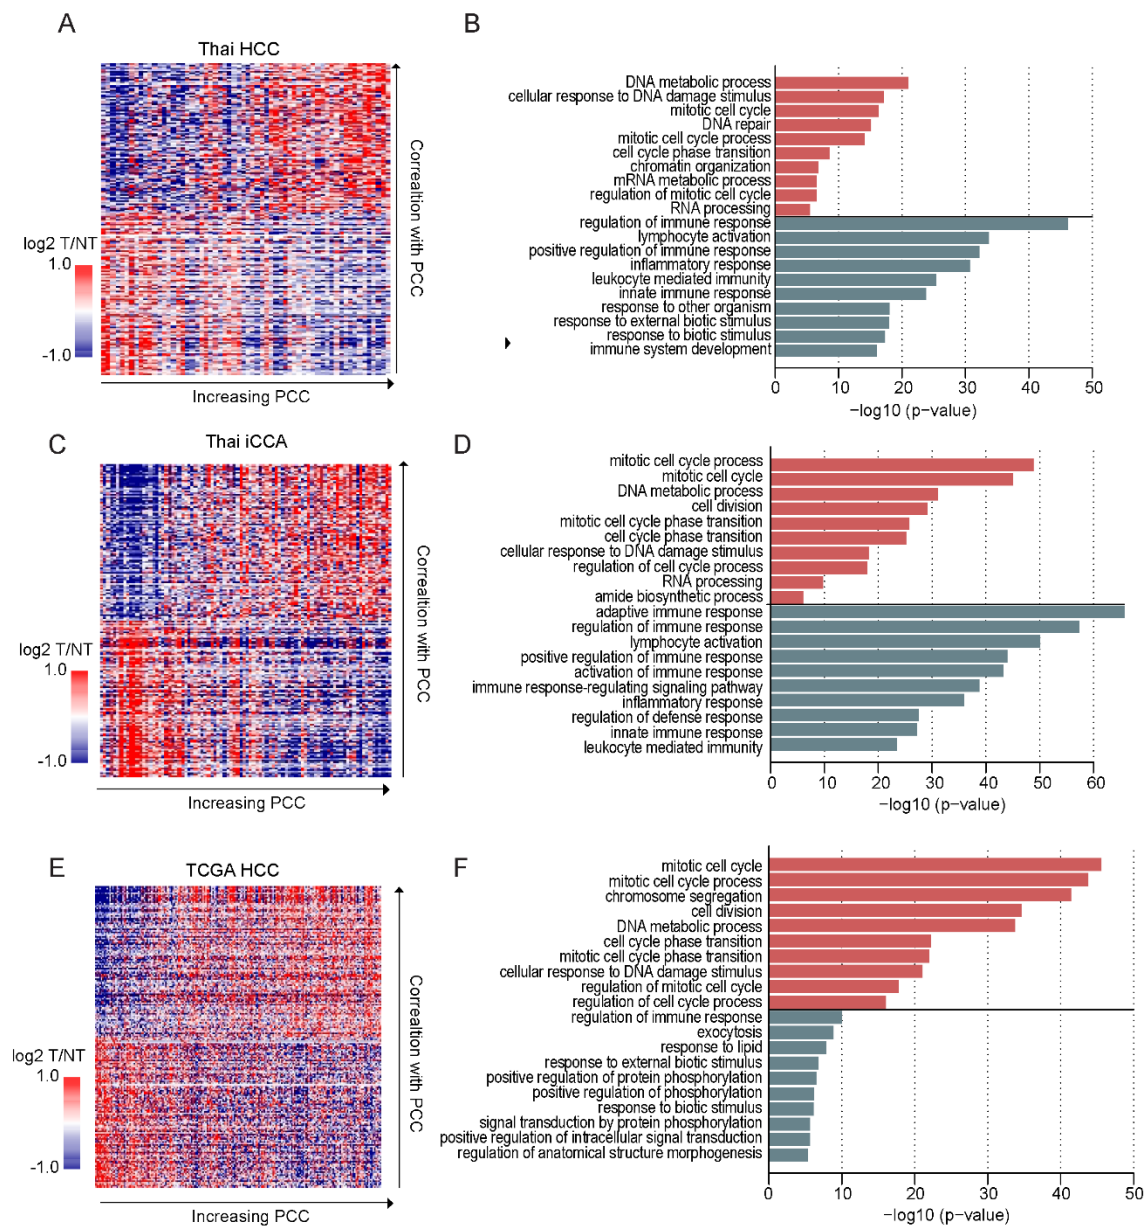 A
Thai HCC
log2 T/NT
1.0
-1.0
Correaltion with PCC
Increasing PCC
B
DNA metabolic process
cellular response to DNA damage stimulus
mitotic cell cycle
DNA repair
mitotic cell cycle process
cell cycle phase transition
chromatin organization
mRNA metabolic process
regulation of mitotic cell cycle
RNA processing
regulation of immune response
lymphocyte activation
positive regulation of immune response
inflammatory response
leukocyte mediated immunity
innate immune response
response to other organism
response to external biotic stimulus
response to biotic stimulus
immune system development
0 10 20 30 40 50
−log10 (p−value)
C
Thai iCCA
log2 T/NT
1.0
-1.0
Correaltion with PCC
Increasing PCC
D
mitotic cell cycle process
mitotic cell cycle
DNA metabolic process
cell division
mitotic cell cycle phase transition
cell cycle phase transition
cellular response to DNA damage stimulus
regulation of cell cycle process
RNA processing
amide biosynthetic process
adaptive immune response
regulation of immune response
lymphocyte activation
positive regulation of immune response
activation of immune response
immune response-regulating signaling pathway
inflammatory response
regulation of defense response
innate immune response
leukocyte mediated immunity
0 10 20 30 40 50 60
−log10 (p−value)
E
TCGA HCC
log2 T/NT
1.0
-1.0
Correaltion with PCC
Increasing PCC
F
mitotic cell cycle
mitotic cell cycle process
chromosome segregation
cell division
DNA metabolic process
cell cycle phase transition
mitotic cell cycle phase transition
cellular response to DNA damage stimulus
regulation of mitotic cell cycle
regulation of cell cycle process
regulation of immune response
exocytosis
response to lipid
response to external biotic stimulus
positive regulation of protein phosphorylation
positive regulation of phosphorylation
response to biotic stimulus
signal transduction by protein phosphorylation
positive regulation of intracellular signal transduction
regulation of anatomical structure morphogenesis
0 10 20 30 40 50
−log10 (p−value)